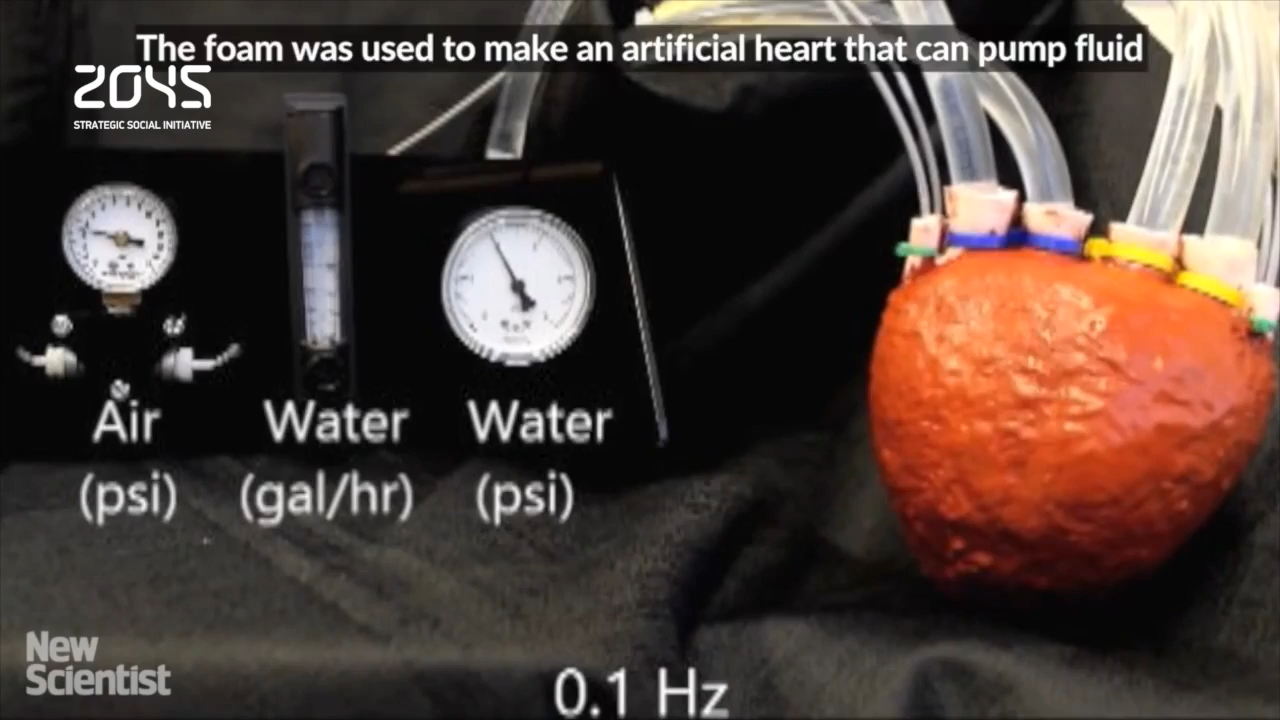 The foam was used to make an artificial heart that can pump fluid
2045
STRATEGIC SOCIAL INITIATIVE
Air
(psi)
Water
(gal/hr)
Water
(psi)
New
Scientist
0.1 Hz